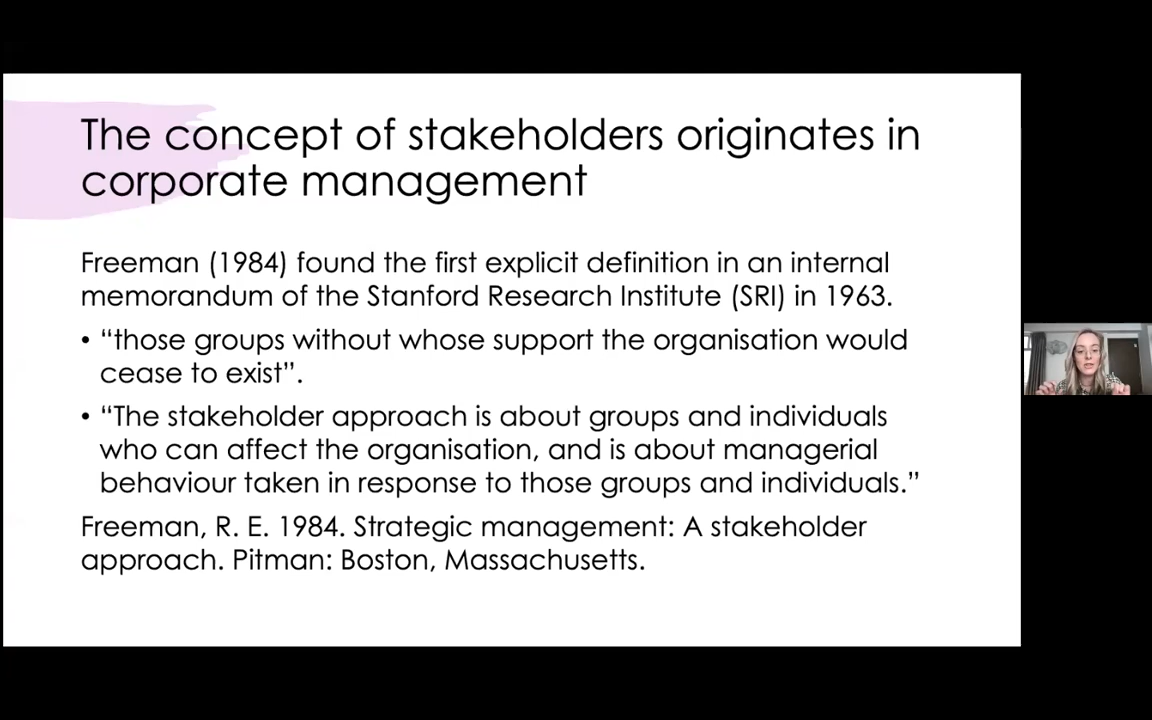 The concept of stakeholders originates in
corporate management
Freeman (1984) found the first explicit definition in an internal
memorandum of the Stanford Research Institute (SRI) in 1963.
• “those groups without whose support the organisation would
cease to exist”.
• “The stakeholder approach is about groups and individuals
who can affect the organisation, and is about managerial
behaviour taken in response to those groups and individuals.”
Freeman, R. E. 1984. Strategic management: A stakeholder
approach. Pitman: Boston, Massachusetts.